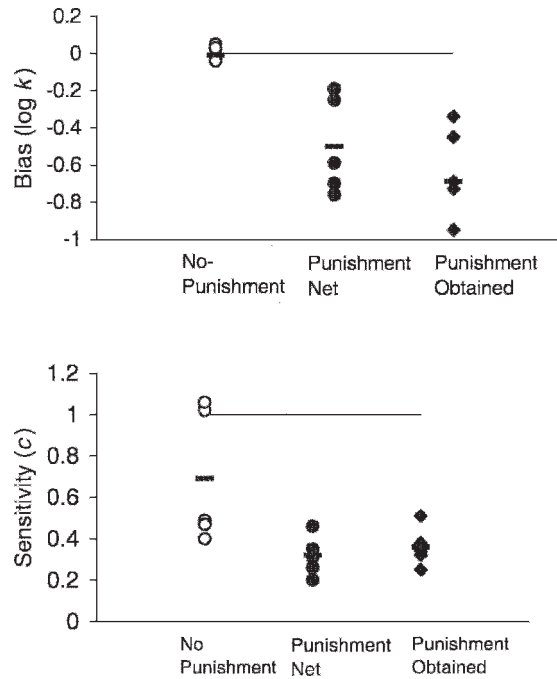 0.2
0
-0.2
-0.4
-0.6
-0.8
-1
Bias (log k)
No-
Punishment
Punishment
Net
Punishment
Obtained
1.2
1
0.8
0.6
0.4
0.2
0
Sensitivity (c)
No
Punishment
Punishment
Net
Punishment
Obtained